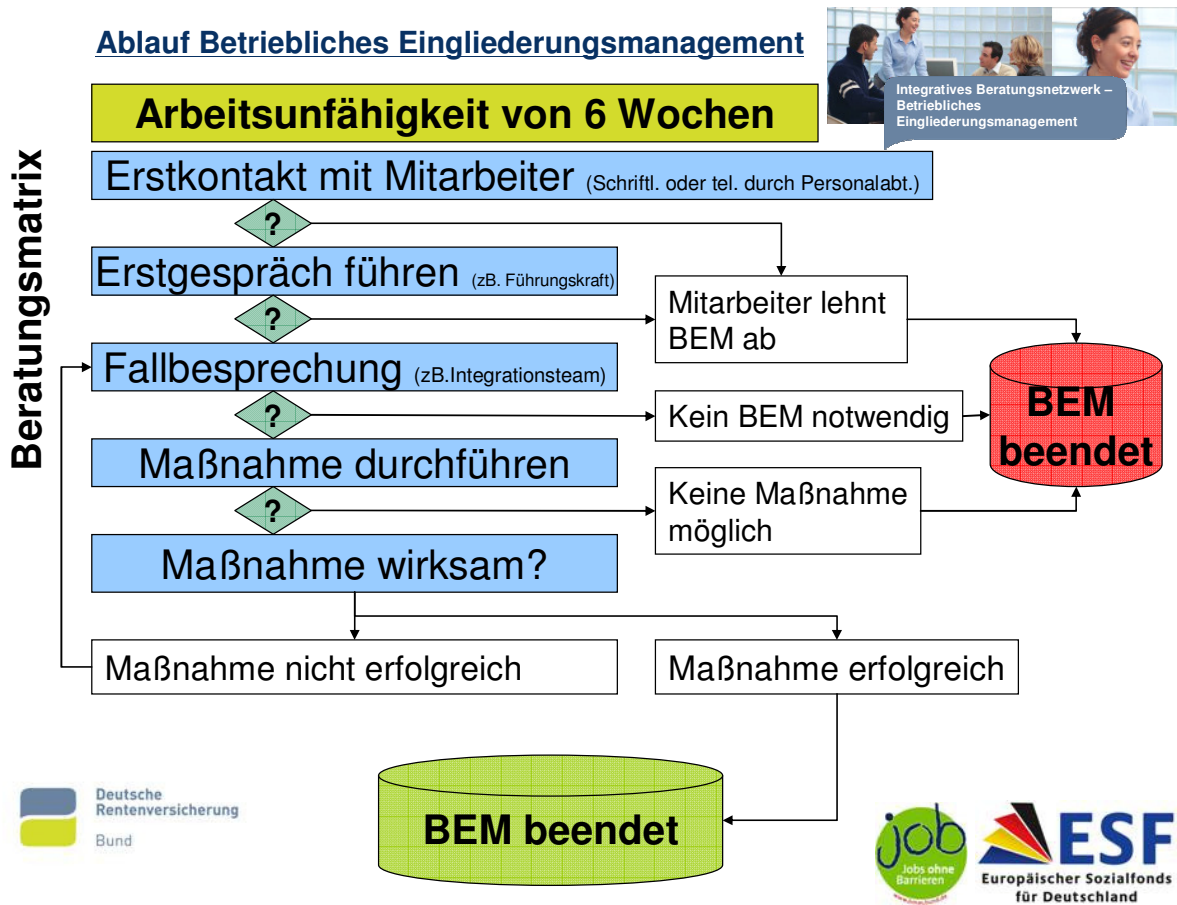 Ablauf Betriebliches Eingliederungsmanagement
Integratives Beratungsnetzwerk –
Betriebliches
Eingliederungsmanagement
Arbeitsunfähigkeit von 6 Wochen
Beratungsmatrix
Erstkontakt mit Mitarbeiter (Schriftl. oder tel. durch Personalabt.)
?
Erstgespräch führen (zB. Führungskraft)
?
Mitarbeiter lehnt
BEM ab
Fallbesprechung (zB.Integrationsteam)
?
Kein BEM notwendig
BEM
beendet
Maßnahme durchführen
?
Keine Maßnahme
möglich
Maßnahme wirksam?
Maßnahme nicht erfolgreich
Maßnahme erfolgreich
BEM beendet
Deutsche
Rentenversicherung
Bund
job
Jobs ohne
Barrieren
ESF
Europäischer Sozialfonds
für Deutschland